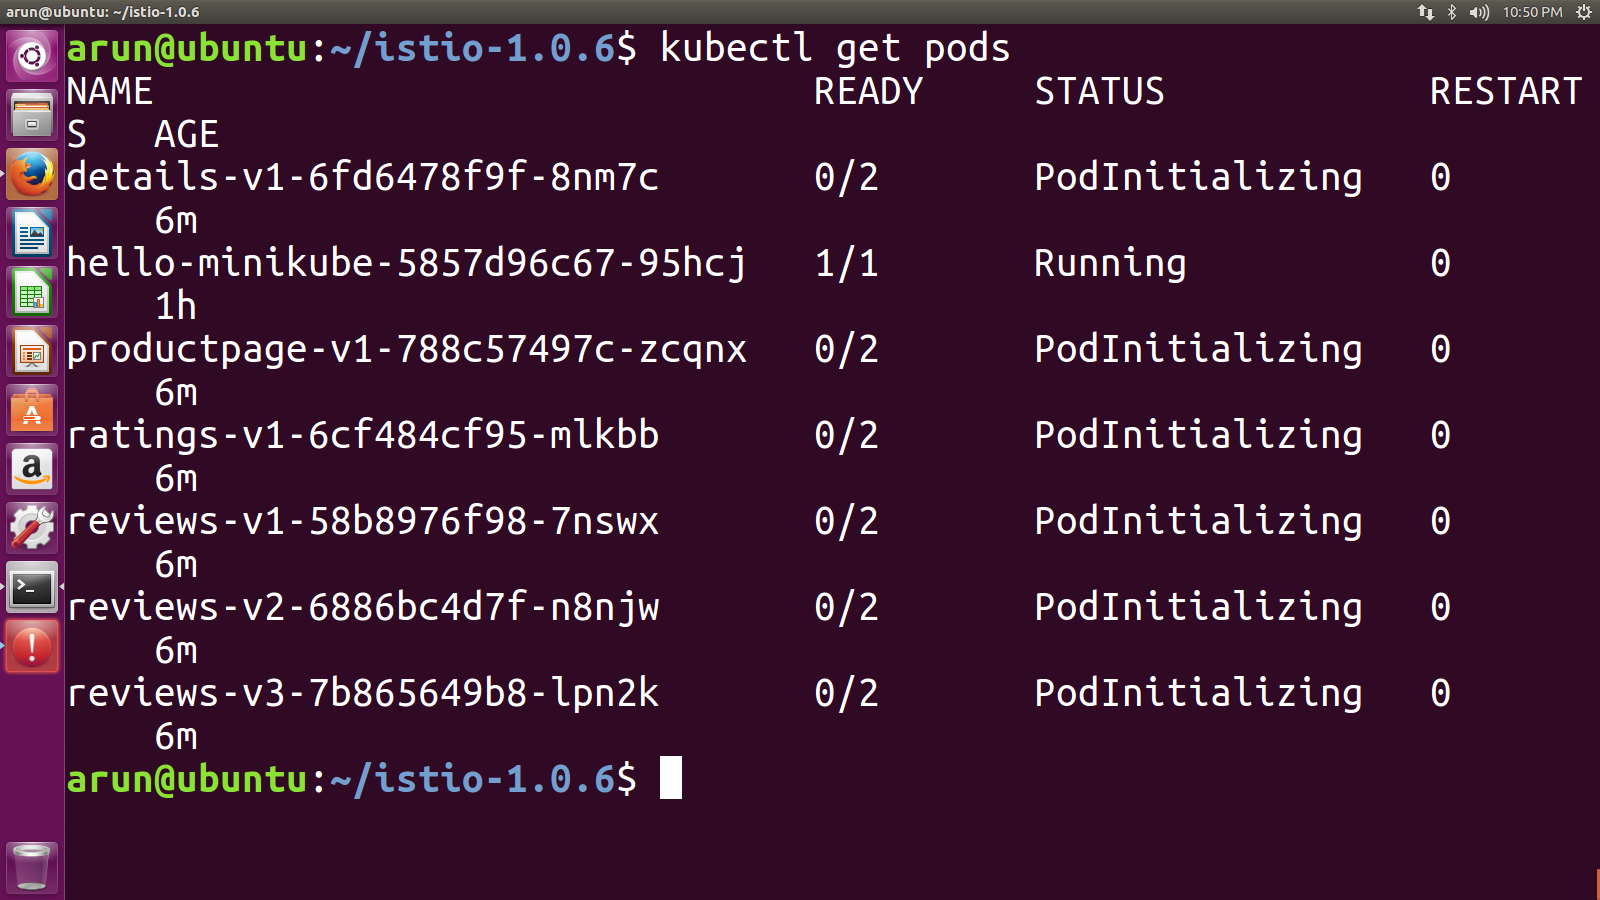 arun@ubuntu: ~/istio-1.0.6
10:50 PM
arun@ubuntu:~/istio-1.0.6$ kubectl get pods
NAME READY STATUS RESTART
S AGE
details-v1-6fd6478f9f-8nm7c 0/2 PodInitializing 0
6m
hello-minikube-5857d96c67-95hcj 1/1 Running 0
1h
productpage-v1-788c57497c-zcqnx 0/2 PodInitializing 0
6m
ratings-v1-6cf484cf95-mlkbb 0/2 PodInitializing 0
6m
reviews-v1-58b8976f98-7nswx 0/2 PodInitializing 0
6m
reviews-v2-6886bc4d7f-n8njw 0/2 PodInitializing 0
6m
reviews-v3-7b865649b8-lpn2k 0/2 PodInitializing 0
6m
arun@ubuntu:~/istio-1.0.6$